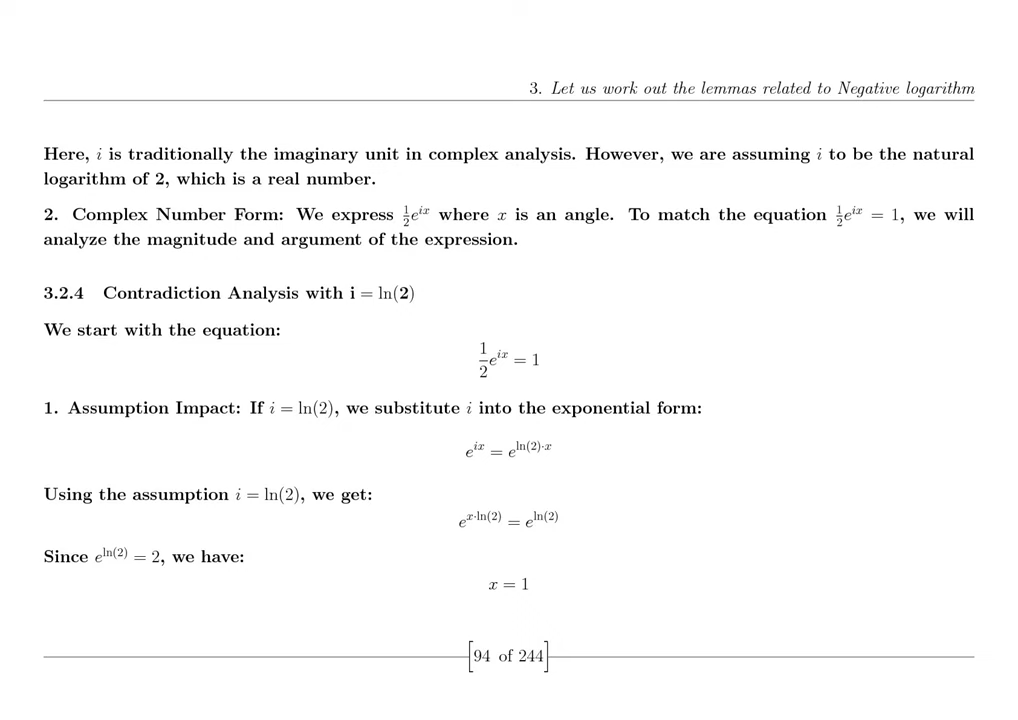 3. Let us work out the lemmas related to Negative logarithm
Here, i is traditionally the imaginary unit in complex analysis. However, we are assuming i to be the natural
logarithm of 2, which is a real number.
2. Complex Number Form: We express \frac{1}{2}e^{ix} where x is an angle. To match the equation \frac{1}{2}e^{ix} = 1, we will
analyze the magnitude and argument of the expression.
3.2.4 Contradiction Analysis with i = ln(2)
We start with the equation:
\frac{1}{2}e^{ix} = 1
1. Assumption Impact: If i = ln(2), we substitute i into the exponential form:
e^{ix} = e^{ln(2)·x}
Using the assumption i = ln(2), we get:
e^{x·ln(2)} = e^{ln(2)}
Since e^{ln(2)} = 2, we have:
x = 1
[94 of 244]